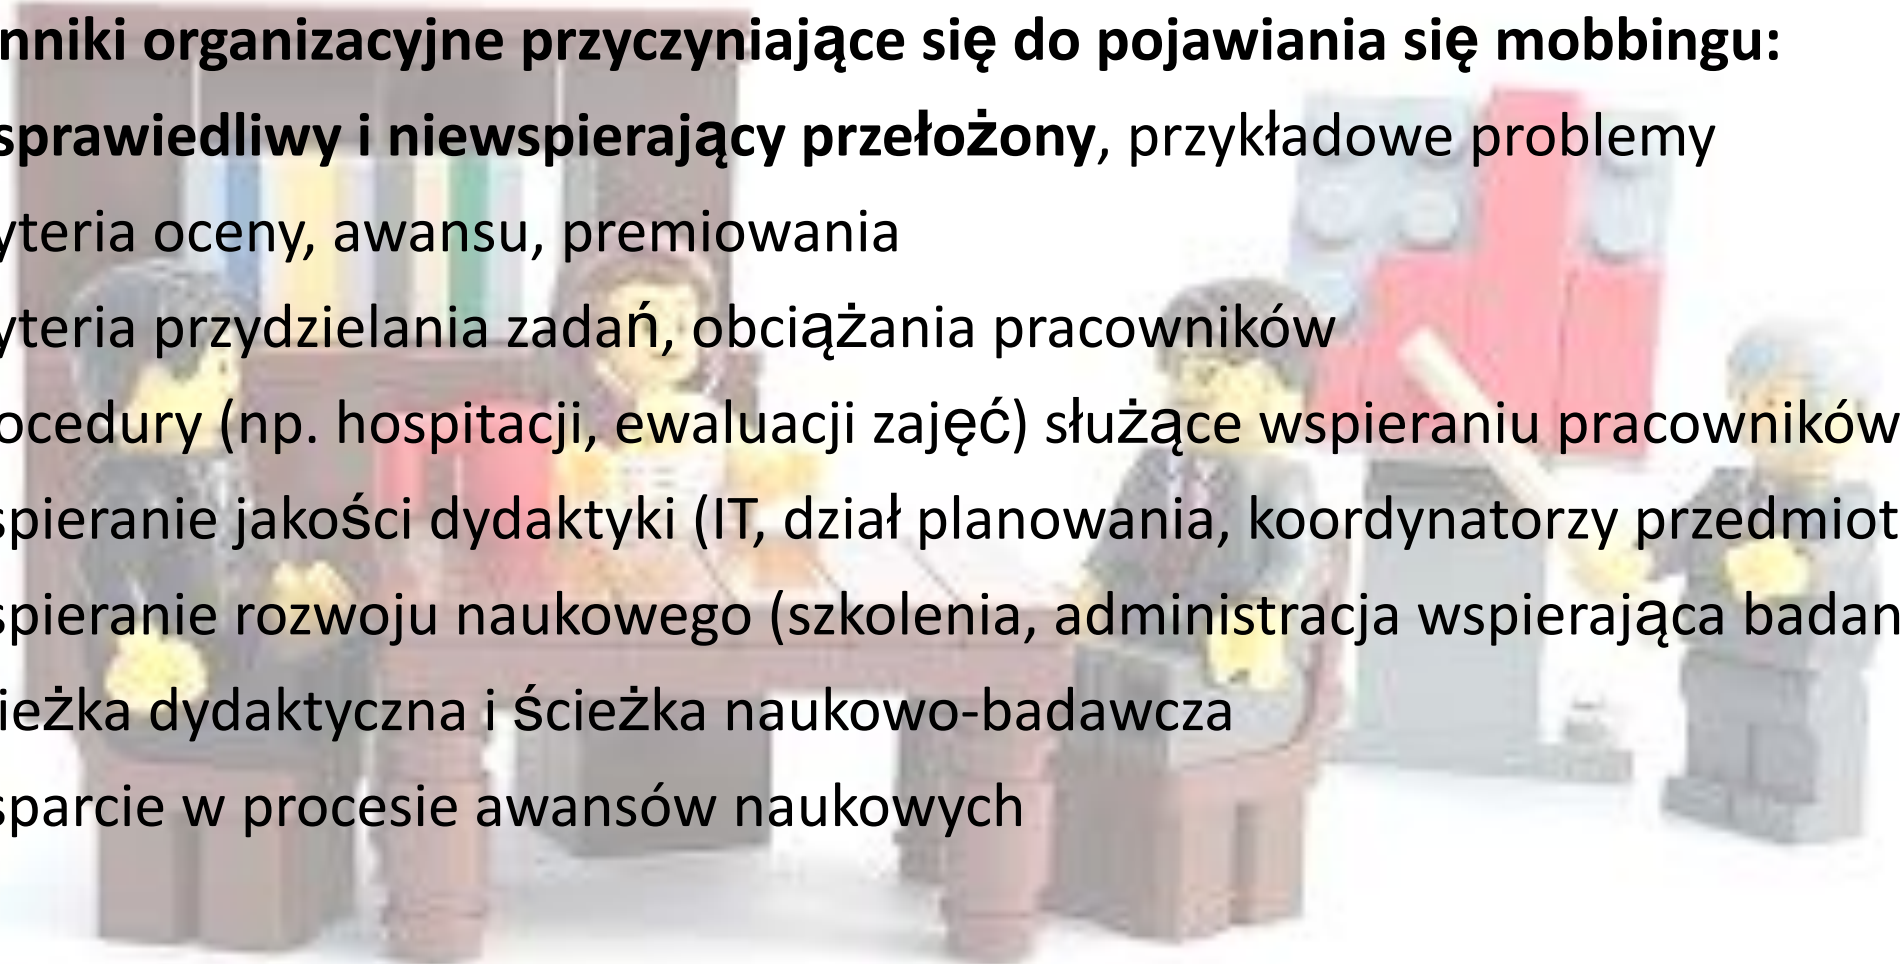 nniki organizacyjne przyczyniające się do pojawiania się mobbingu:
sprawiedliwy i niewspierający przełożony, przykładowe problemy
yteria oceny, awansu, premiowania
yteria przydzielania zadań, obciążania pracowników
ocedury (np. hospitacji, ewaluacji zajęć) służące wspieraniu pracowników
spieranie jakości dydaktyki (IT, dział planowania, koordynatorzy przedmiot
spieranie rozwoju naukowego (szkolenia, administracja wspierająca badan
ieżka dydaktyczna i ścieżka naukowo-badawcza
sparcie w procesie awansów naukowych